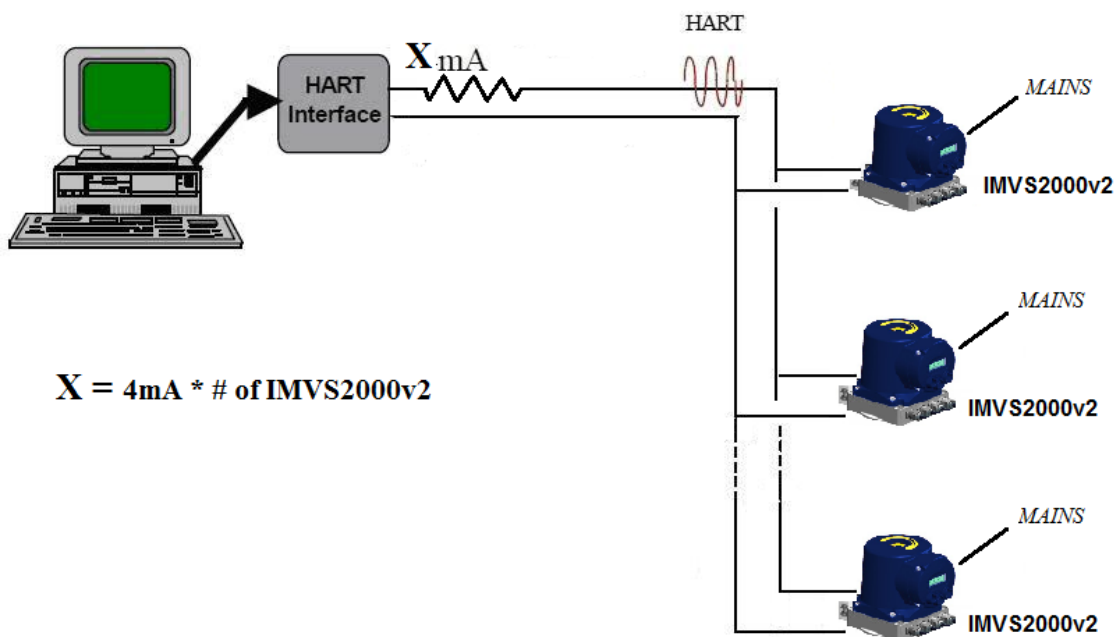 HART
X mA
HART
Interface
MAINS
IMVS2000v2
MAINS
X = 4mA * # of IMVS2000v2
IMVS2000v2
MAINS
IMVS2000v2